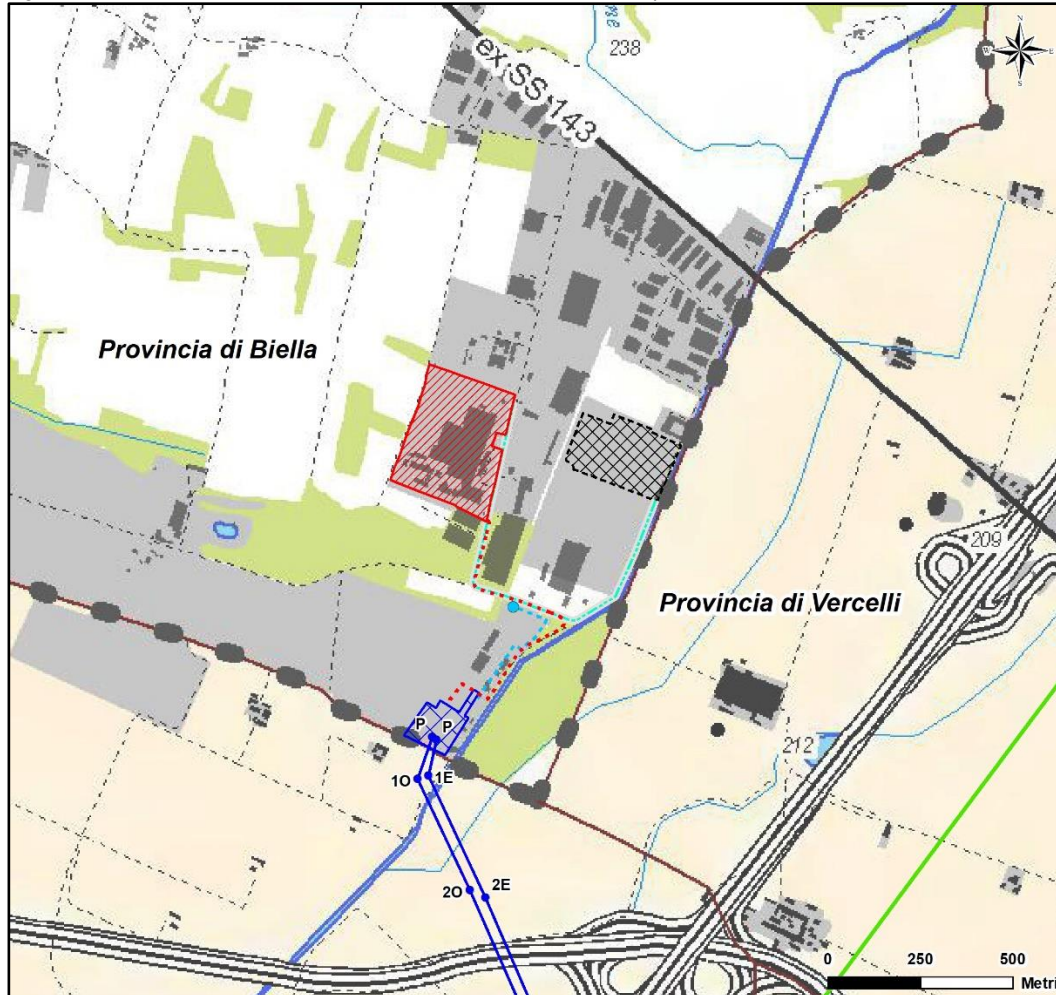 238
N
W E
S
ex SS 143
Provincia di Biella
209
Provincia di Vercelli
P P
212
1O 1E
2O 2E
0 250 500
Metri